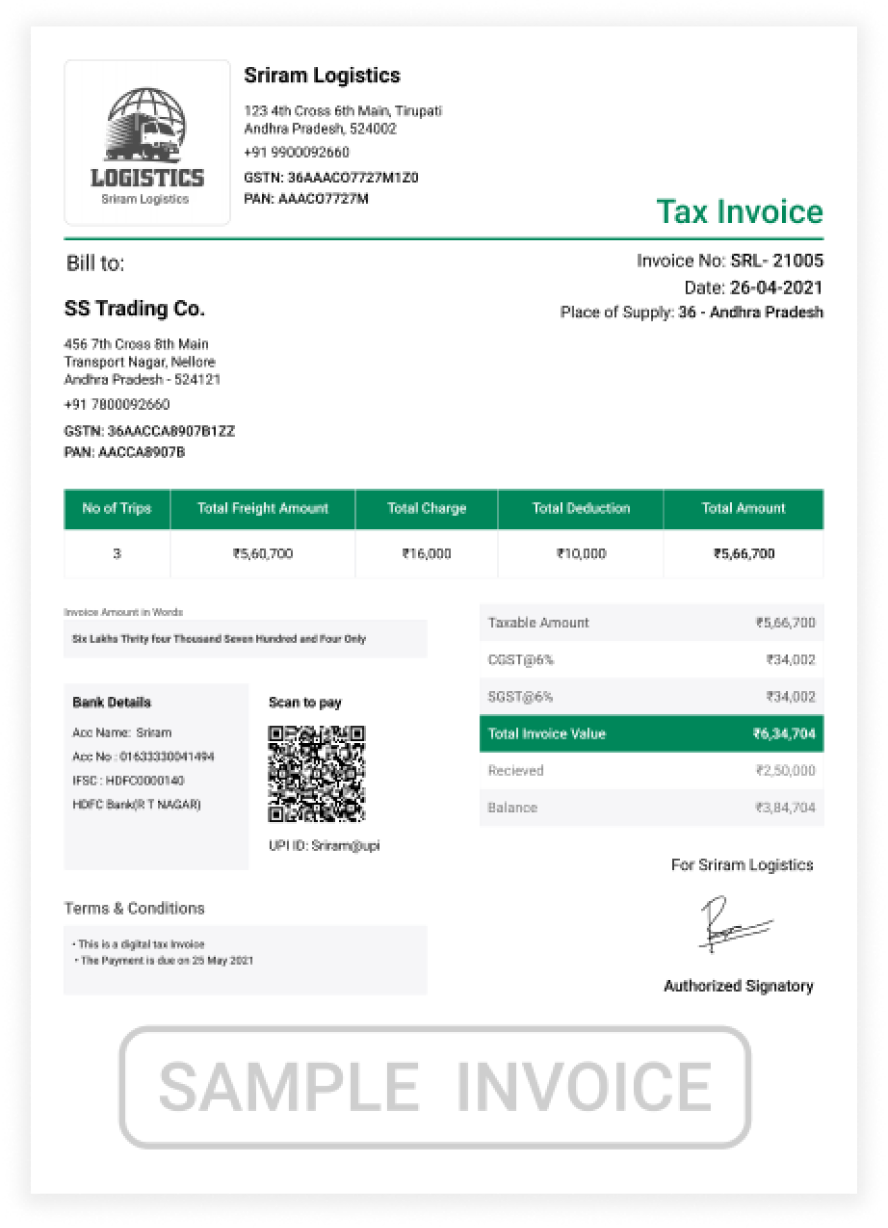 LOGISTICS
Sriram Logistics
Sriram Logistics
123 4th Cross 6th Main, Tirupati
Andhra Pradesh, 524002
+91 9900092660
GSTN: 36AAACO7727M1Z0
PAN: AAACO7727M
Tax Invoice
Bill to:
Invoice No: SRL- 21005
Date: 26-04-2021
Place of Supply: 36 - Andhra Pradesh
SS Trading Co.
456 7th Cross 8th Main
Transport Nagar, Nellore
Andhra Pradesh - 524121
+91 7800092660
GSTN: 36AACCA8907B1ZZ
PAN: AACCA8907B
No of Trips Total Freight Amount Total Charge Total Deduction Total Amount
3 ₹5,60,700 ₹16,000 ₹10,000 ₹5,66,700
Invoice Amount in Words
Six Lakhs Thrity four Thousand Seven Hundred and Four Only
Taxable Amount ₹5,66,700
CGST@6% ₹34,002
SGST@6% ₹34,002
Total Invoice Value ₹6,34,704
Recieved ₹2,50,000
Balance ₹3,84,704
Bank Details
Acc Name: Sriram
Acc No : 01633330041494
IFSC : HDFC0000140
HDFC Bank(R T NAGAR)
Scan to pay
UPI ID: Sriram@upi
For Sriram Logistics
Authorized Signatory
Terms & Conditions
• This is a digital tax Invoice
• The Payment is due on 25 May 2021
SAMPLE INVOICE